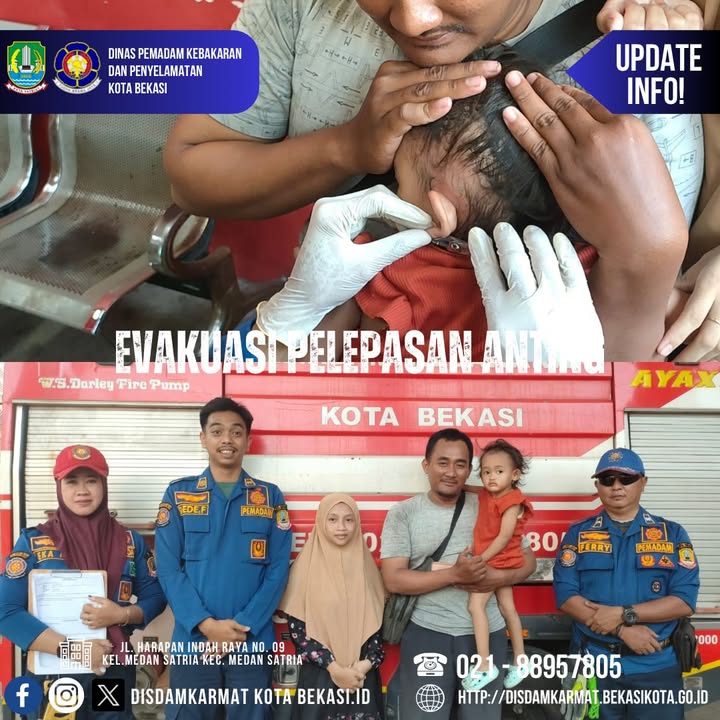 DINAS PEMADAM KEBAKARAN
DAN PENYELAMATAN
KOTA BEKASI
UPDATE
INFO!
EVAKUASI PELEPASAN ANTING
W.S. Darley Fire Pump
KOTA BEKASI
AYAX
EKA
DEDE.F
PEMADAM
FERRY
PEMADAM
JL. HARAPAN INDAH RAYA NO. 09
KEL.MEDAN SATRIA KEC. MEDAN SATRIA
021 - 88957805
DISDAMKARMAT KOTA BEKASI.ID
HTTP://DISDAMKARMAT.BEKASIKOTA.GO.ID